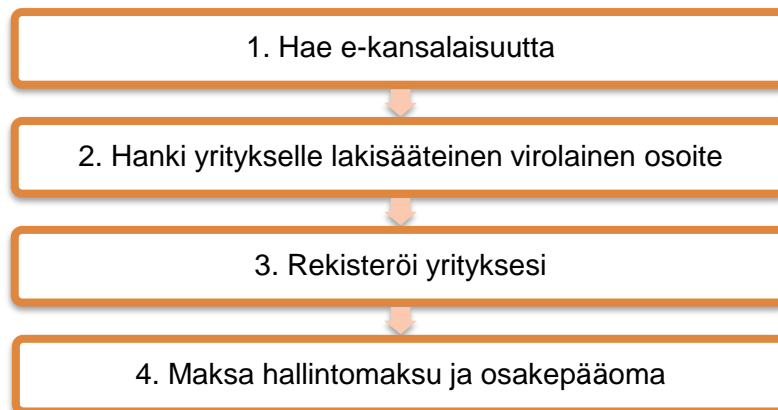 1. Hae e-kansalaisuutta
2. Hanki yritykselle lakisääteinen virolainen osoite
3. Rekisteröi yrityksesi
4. Maksa hallintomaksu ja osakepääoma